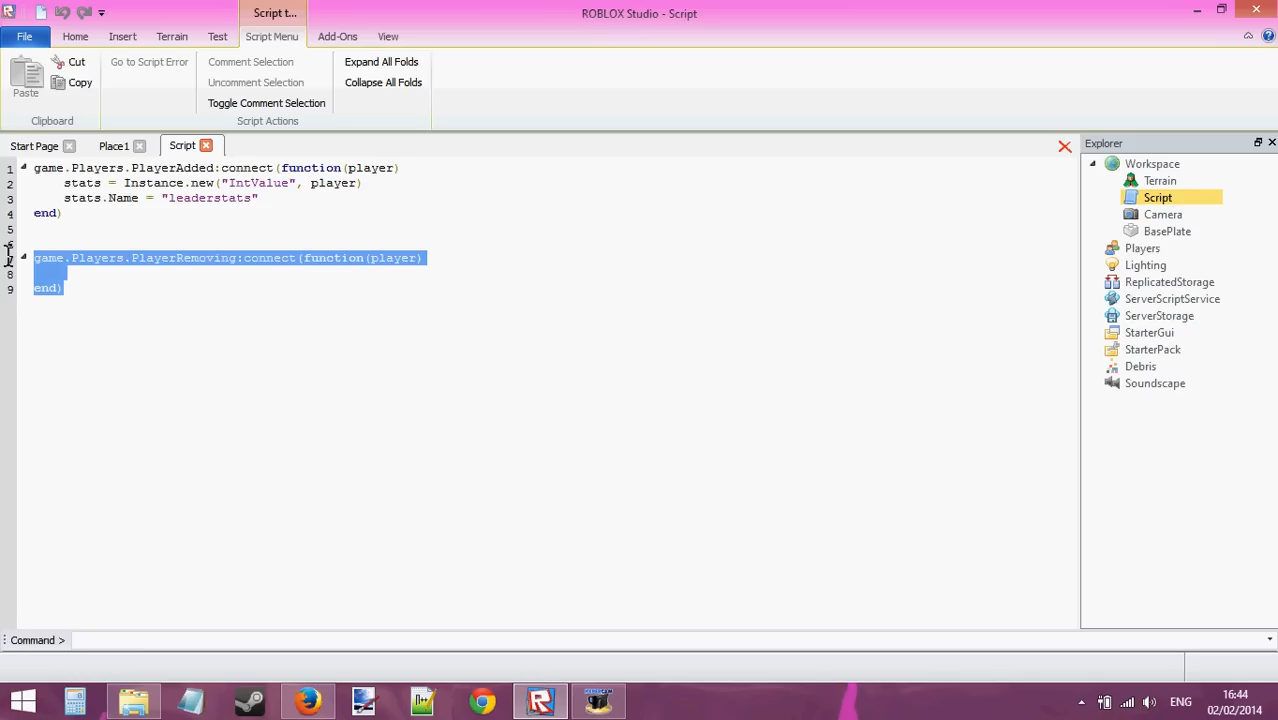 Script t...
ROBLOX Studio - Script
File
Home
Insert
Terrain
Test
Script Menu
Add-Ons
View
Paste
Cut
Copy
Clipboard
Go to Script Error
Comment Selection
Uncomment Selection
Toggle Comment Selection
Script Actions
Expand All Folds
Collapse All Folds
Start Page
Place1
Script
1 game.Players.PlayerAdded:connect(function(player)
2 stats = Instance.new("IntValue", player)
3 stats.Name = "leaderstats"
4 end)
5
6
7 game.Players.PlayerRemoving:connect(function(player)
8
9 end)
Explorer
Workspace
Terrain
Script
Camera
BasePlate
Players
Lighting
ReplicatedStorage
ServerScriptService
ServerStorage
StarterGui
StarterPack
Debris
Soundscape
Command >
ENG
16:44
02/02/2014